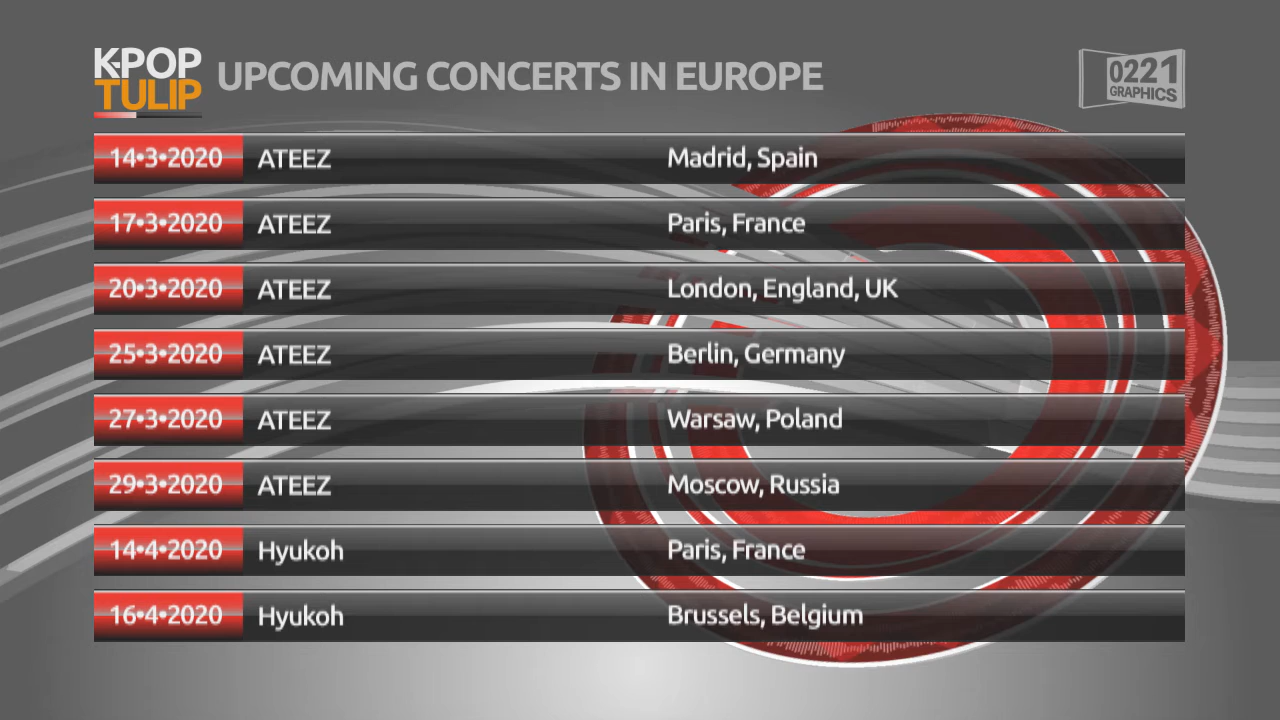 K-POP
TULIP
UPCOMING CONCERTS IN EUROPE
0221
GRAPHICS
14•3•2020 ATEEZ Madrid, Spain
17•3•2020 ATEEZ Paris, France
20•3•2020 ATEEZ London, England, UK
25•3•2020 ATEEZ Berlin, Germany
27•3•2020 ATEEZ Warsaw, Poland
29•3•2020 ATEEZ Moscow, Russia
14•4•2020 Hyukoh Paris, France
16•4•2020 Hyukoh Brussels, Belgium